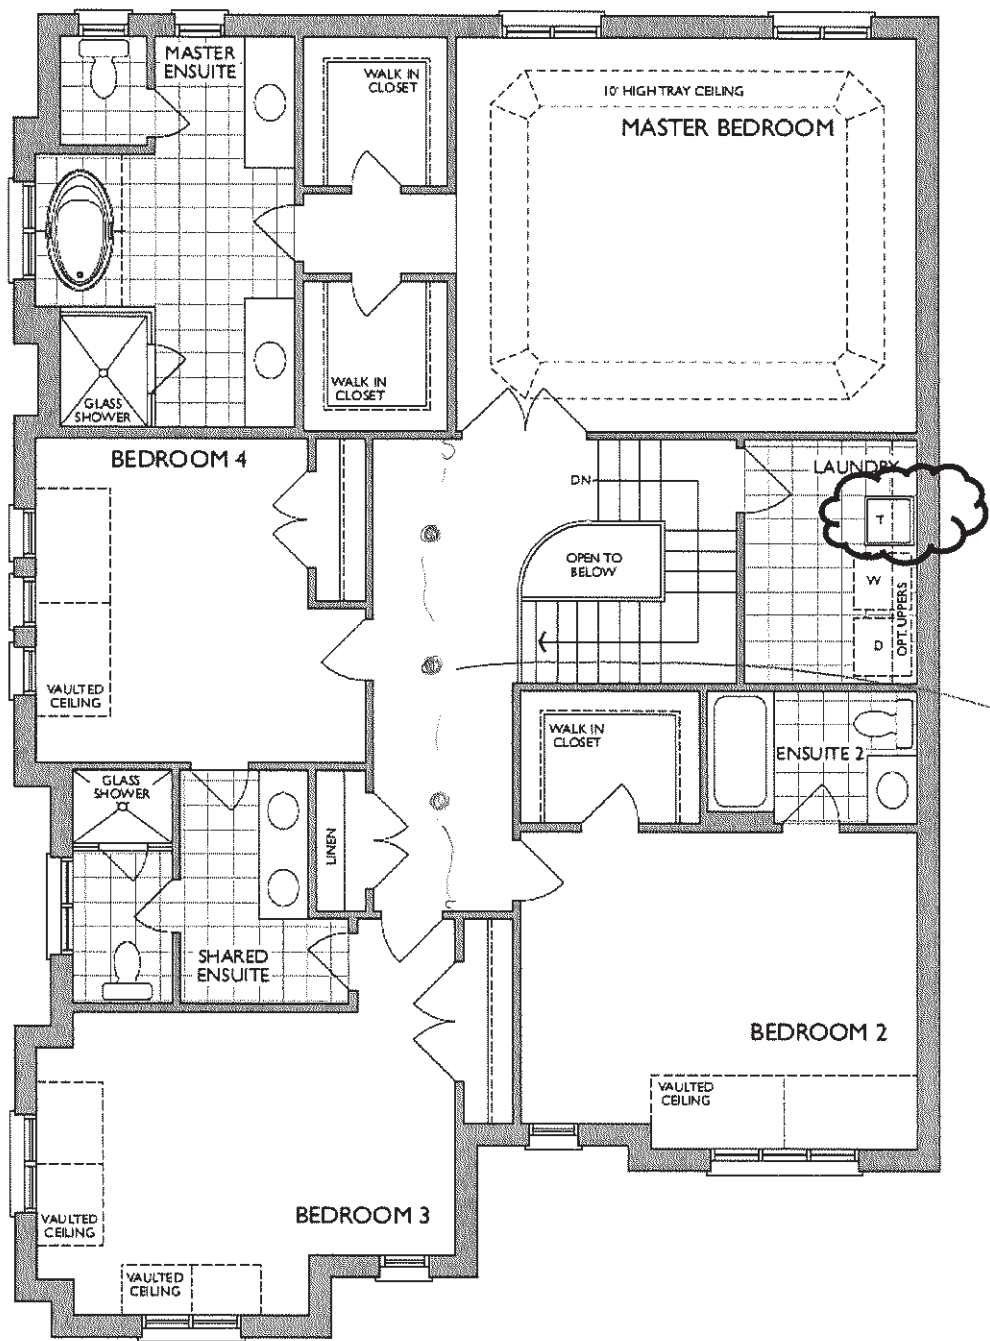 MASTER
ENSUITE
WALK IN
CLOSET
10' HIGH TRAY CEILING
MASTER BEDROOM
WALK IN
CLOSET
GLASS
SHOWER
BEDROOM 4
LAUNDRY
DN
T
OPEN TO
BELOW
W
OPT. UPPERS
D
VAULTED
CEILING
WALK IN
CLOSET
ENSUITE 2
GLASS
SHOWER
LINEN
SHARED
ENSUITE
BEDROOM 2
VAULTED
CEILING
VAULTED
CEILING
BEDROOM 3
VAULTED
CEILING